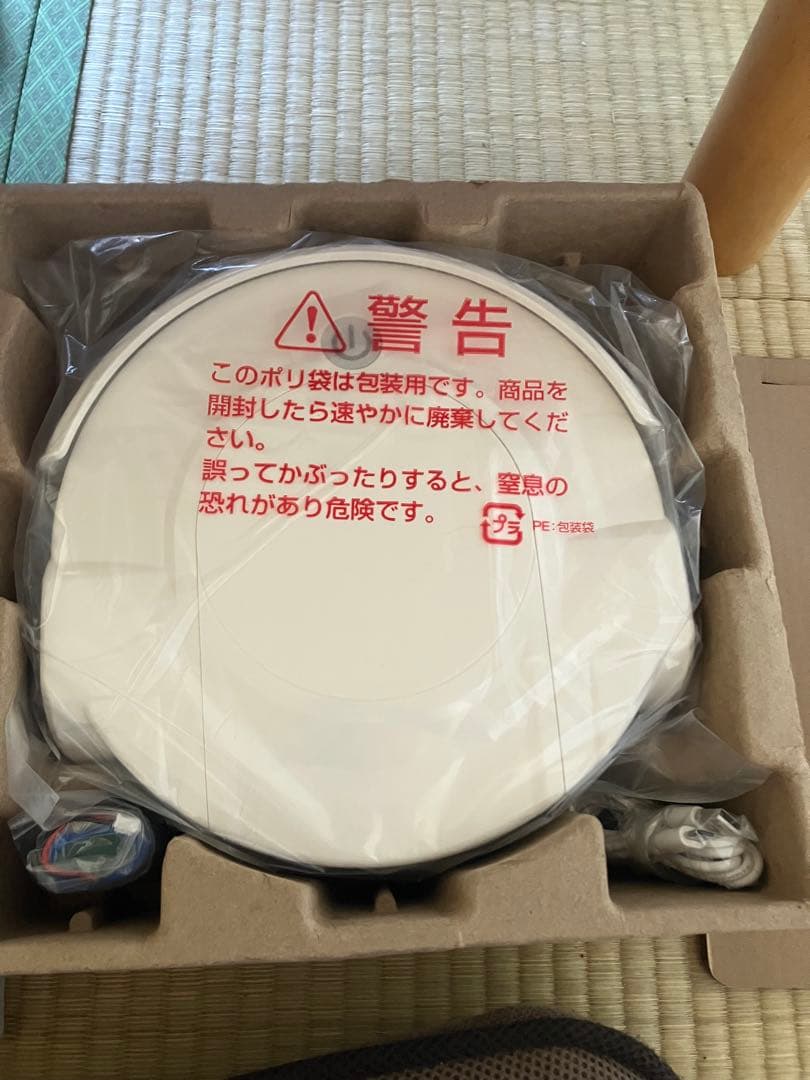 警告
このポリ袋は包装用です。商品を
開封したら速やかに廃棄してくだ
さい。
誤ってかぶったりすると、窒息の
恐れがあり危険です。
プラ PE:包装袋